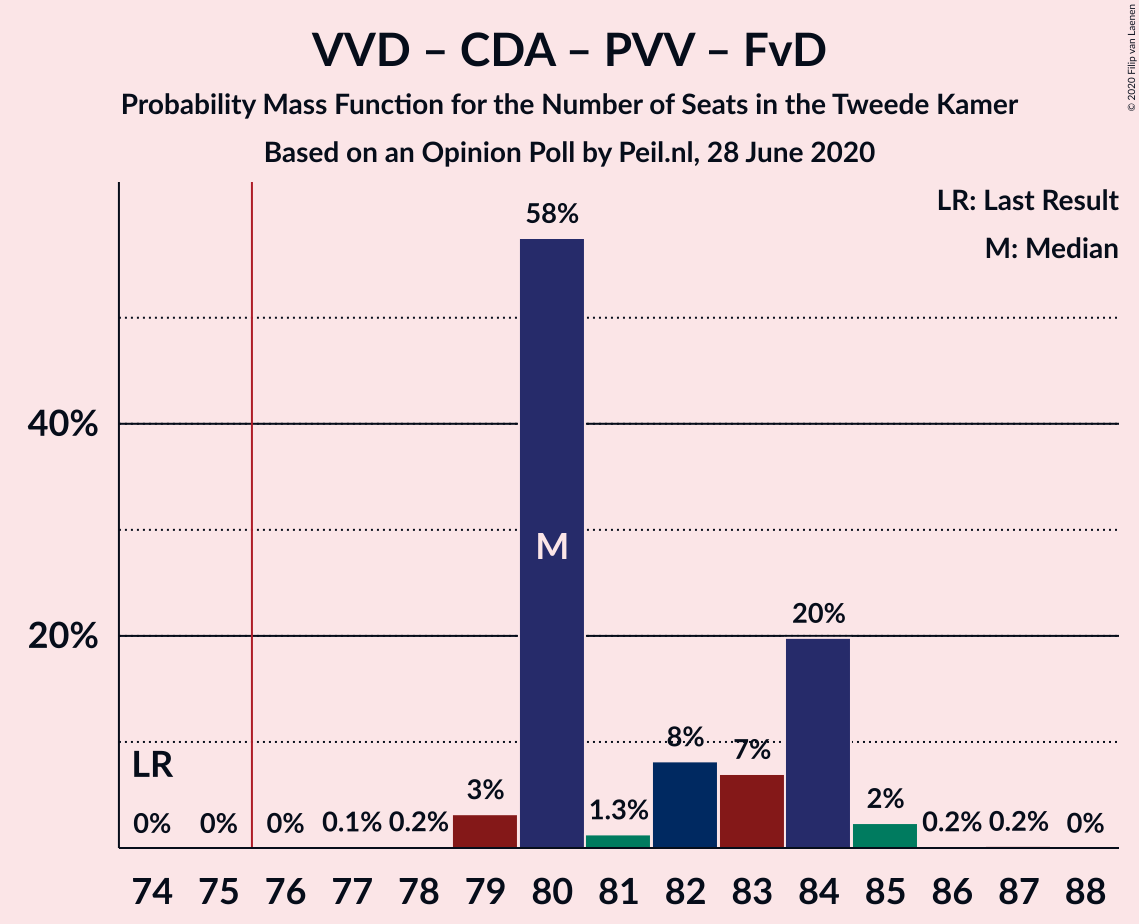 VVD – CDA – PVV – FvD
Probability Mass Function for the Number of Seats in the Tweede Kamer
Based on an Opinion Poll by Peil.nl, 28 June 2020
© 2020 Filip van Laenen
LR: Last Result
M: Median
58%
40%
M
20%
20%
LR
8%
7%
3%
2%
1.3%
0%
0%
0%
0.1%
0.2%
0.2%
0.2%
0%
74 75 76 77 78 79 80 81 82 83 84 85 86 87 88